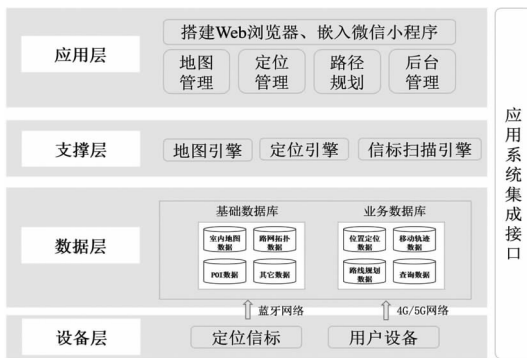 应用层
搭建Web浏览器、嵌入微信小程序
地图 定位 路径 后台
管理 管理 规划 管理
支撑层
地图引擎 定位引擎 信标扫描引擎
数据层
基础数据库 业务数据库
室内地图 路网拓扑 位置定位 移动轨迹
数据 数据 数据 数据
POI数据 其它数据 路线规划 查询数据
数据
蓝牙网络 4G/5G网络
设备层
定位信标 用户设备
应用系统集成接口